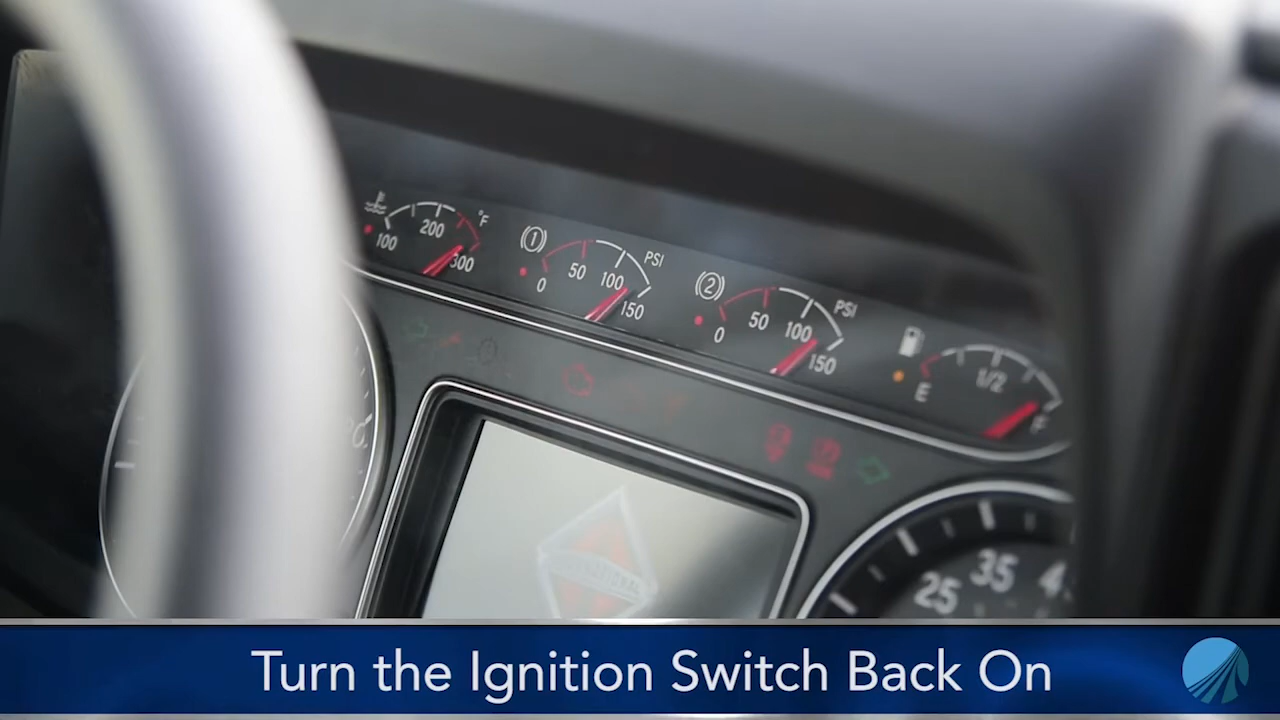 °F
100 200 300
1
PSI
0 50 100 150
2
PSI
0 50 100 150
E 1/2 F
25 35
Turn the Ignition Switch Back On